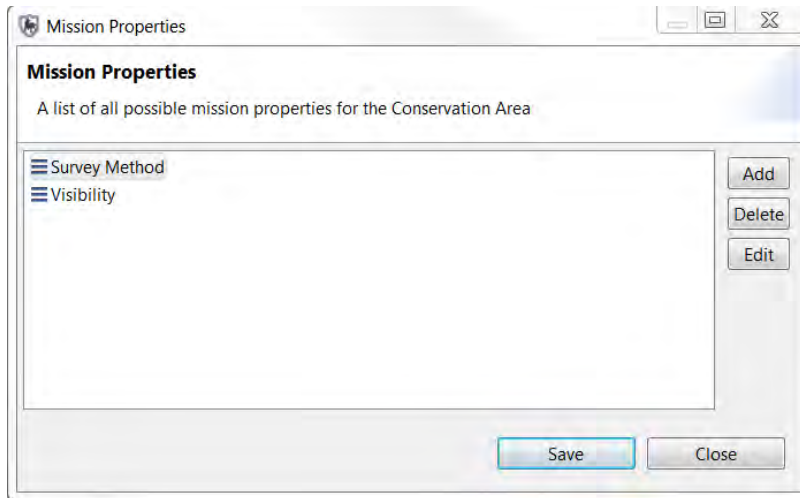 Mission Properties
Mission Properties
A list of all possible mission properties for the Conservation Area
Survey Method
Visibility
Add
Delete
Edit
Save
Close